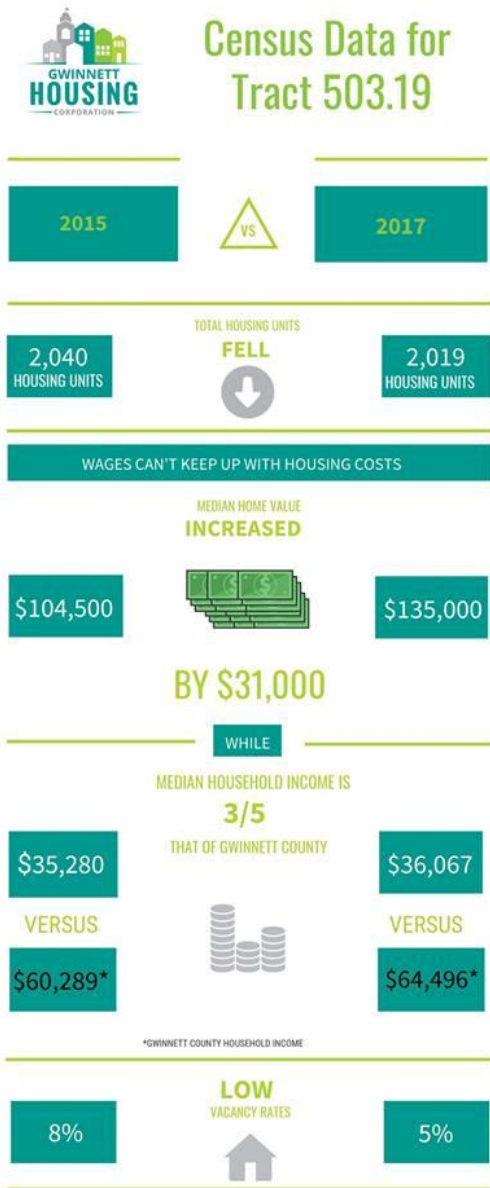 GWINNETT
HOUSING
CORPORATION
Census Data for
Tract 503.19
2015
VS
2017
TOTAL HOUSING UNITS
FELL
2,040
HOUSING UNITS
2,019
HOUSING UNITS
WAGES CAN'T KEEP UP WITH HOUSING COSTS
MEDIAN HOME VALUE
INCREASED
$104,500
$135,000
BY $31,000
WHILE
MEDIAN HOUSEHOLD INCOME IS
3/5
THAT OF GWINNETT COUNTY
$35,280
$36,067
VERSUS
VERSUS
$60,289*
$64,496*
*GWINNETT COUNTY HOUSEHOLD INCOME
LOW
VACANCY RATES
8%
5%